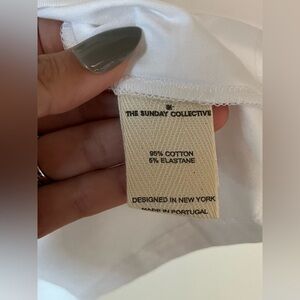 THE SUNDAY COLLECTIVE
95% COTTON
5% ELASTANE
DESIGNED IN NEW YORK
MADE IN PORTUGAL